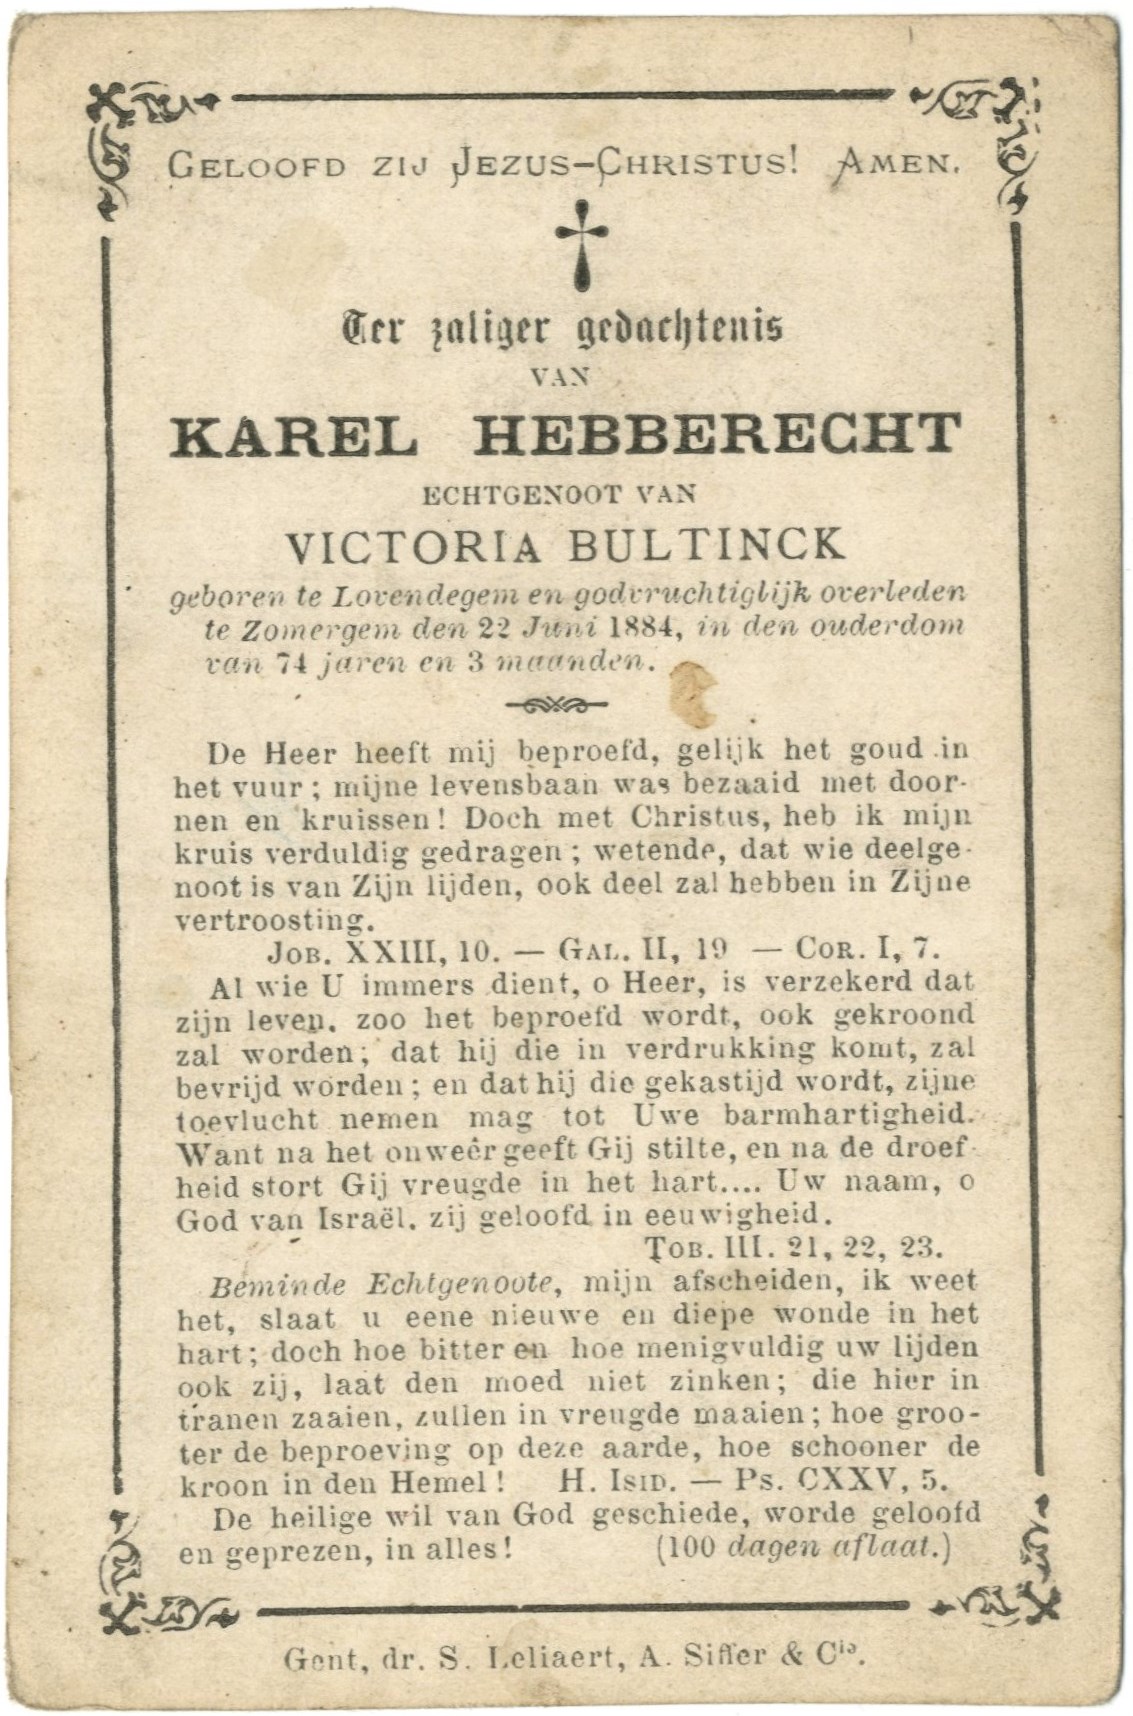 GELOOFD ZIJ JEZUS-CHRISTUS! AMEN.
Ter zaliger gedachtenis
VAN
KAREL HEBBERECHT
ECHTGENOOT VAN
VICTORIA BULTINCK
geboren te Lovendegem en godvruchtiglijk overleden
te Zomergem den 22 Juni 1884, in den ouderdom
van 74 jaren en 3 maanden.
De Heer heeft mij beproefd, gelijk het goud in
het vuur; mijne levensbaan was bezaaid met door-
nen en kruissen! Doch met Christus, heb ik mijn
kruis verduldig gedragen; wetende, dat wie deelge-
noot is van Zijn lijden, ook deel zal hebben in Zijne
vertroosting.
JOB. XXIII, 10. — GAL. II, 19 — COR. I, 7.
Al wie U immers dient, o Heer, is verzekerd dat
zijn leven, zoo het beproefd wordt, ook gekroond
zal worden; dat hij die in verdrukking komt, zal
bevrijd worden; en dat hij die gekastijd wordt, zijne
toevlucht nemen mag tot Uwe barmhartigheid.
Want na het onweêr geeft Gij stilte, en na de droef-
heid stort Gij vreugde in het hart.... Uw naam, o
God van Israël, zij geloofd in eeuwigheid.
TOB. III. 21, 22, 23.
Beminde Echtgenoote, mijn afscheiden, ik weet
het, slaat u eene nieuwe en diepe wonde in het
hart; doch hoe bitter en hoe menigvuldig uw lijden
ook zij, laat den moed niet zinken; die hier in
tranen zaaien, zullen in vreugde maaien; hoe groo-
ter de beproeving op deze aarde, hoe schooner de
kroon in den Hemel! H. ISID. — PS. CXXV, 5.
De heilige wil van God geschiede, worde geloofd
en geprezen, in alles! (100 dagen aflaat.)
Gent, dr. S. Leliaert, A. Siffer & Cie.